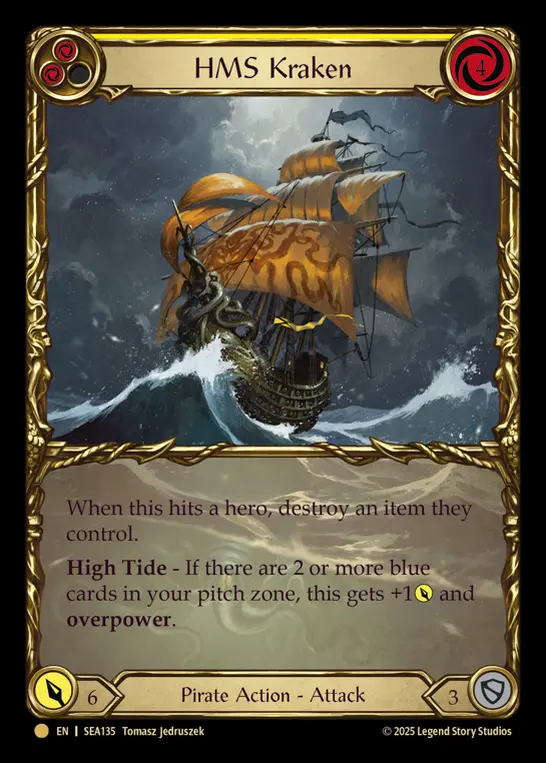 HMS Kraken
4
When this hits a hero, destroy an item they
control.
High Tide - If there are 2 or more blue
cards in your pitch zone, this gets +1 and
overpower.
6
Pirate Action - Attack
3
EN | SEA135 Tomasz Jedruszek
© 2025 Legend Story Studios